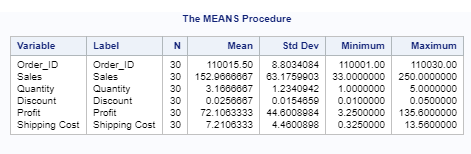 The MEANS Procedure
Variable Label N Mean Std Dev Minimum Maximum
Order_ID Order_ID 30 110015.50 8.8034084 110001.00 110030.00
Sales Sales 30 152.9666667 63.1759903 33.0000000 250.0000000
Quantity Quantity 30 3.1666667 1.2340942 1.0000000 5.0000000
Discount Discount 30 0.0256667 0.0154659 0.0100000 0.0500000
Profit Profit 30 72.1063333 44.6008984 3.2500000 135.6000000
Shipping Cost Shipping Cost 30 7.2106333 4.4600898 0.3250000 13.5600000